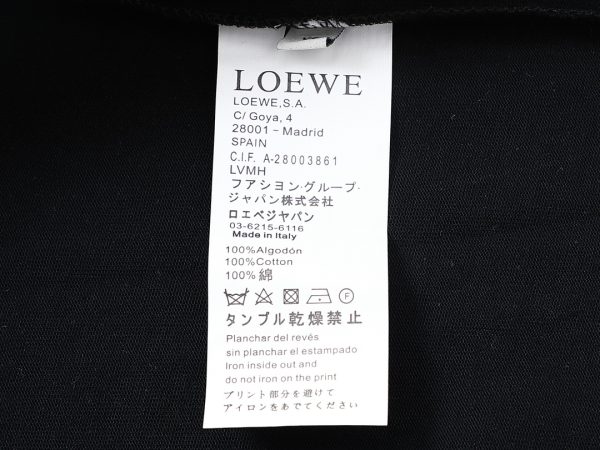 LOEWE
LOEWE,S.A.
C/ Goya, 4
28001 - Madrid
SPAIN
C.I.F. A-28003861
LVMH
フアショヨン·グループ·
ジャパン株式会社
ロエベジャパン
03-6215-6116
Made in Italy
100%Algodón
100%Cotton
100%綿
P
F
タンブル乾燥禁止
Planchar del revés
sin planchar el estampado
Iron inside out and
do not iron on the print
プリント部分を避けて
アイロンをあでてください